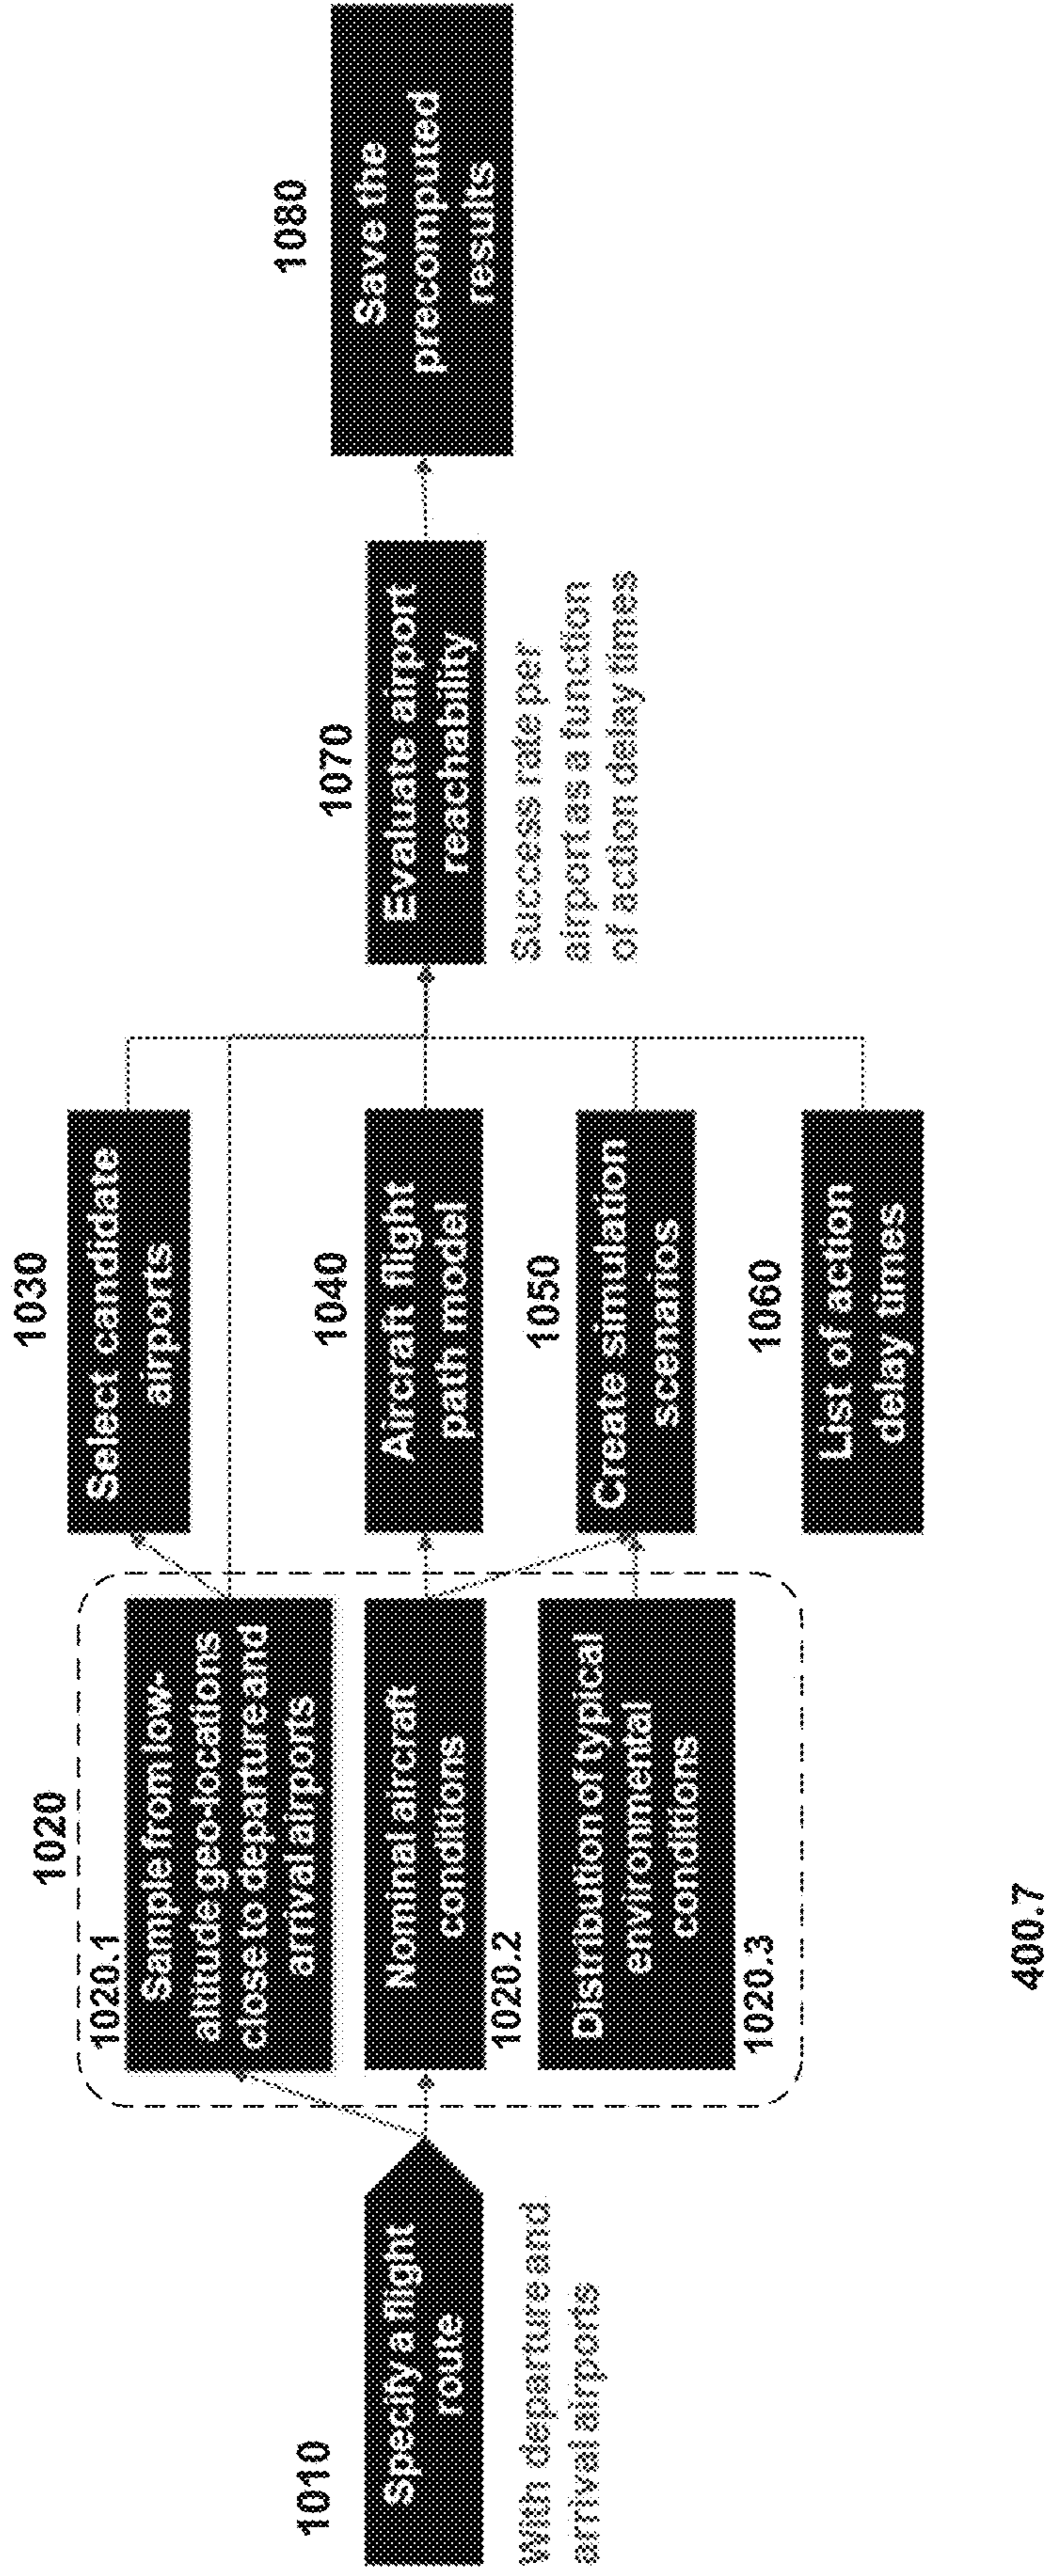 1010
Specify a flight
route
With departure and
arrival airports
1020
1020.1
Sample from low-
altitude geo-locations
close to departure and
arrival airports
Nominal aircraft
conditions
1020.2
Distribution of typical
environmental
conditions
1020.3
1030
Select candidate
airports
1040
Aircraft flight
path model
1050
Create simulation
scenarios
1060
List of action
delay times
1070
Evaluate airport
reachability
Success rate per
airport as a function
of action delay times
1080
Save the
precomputed
results
400.7